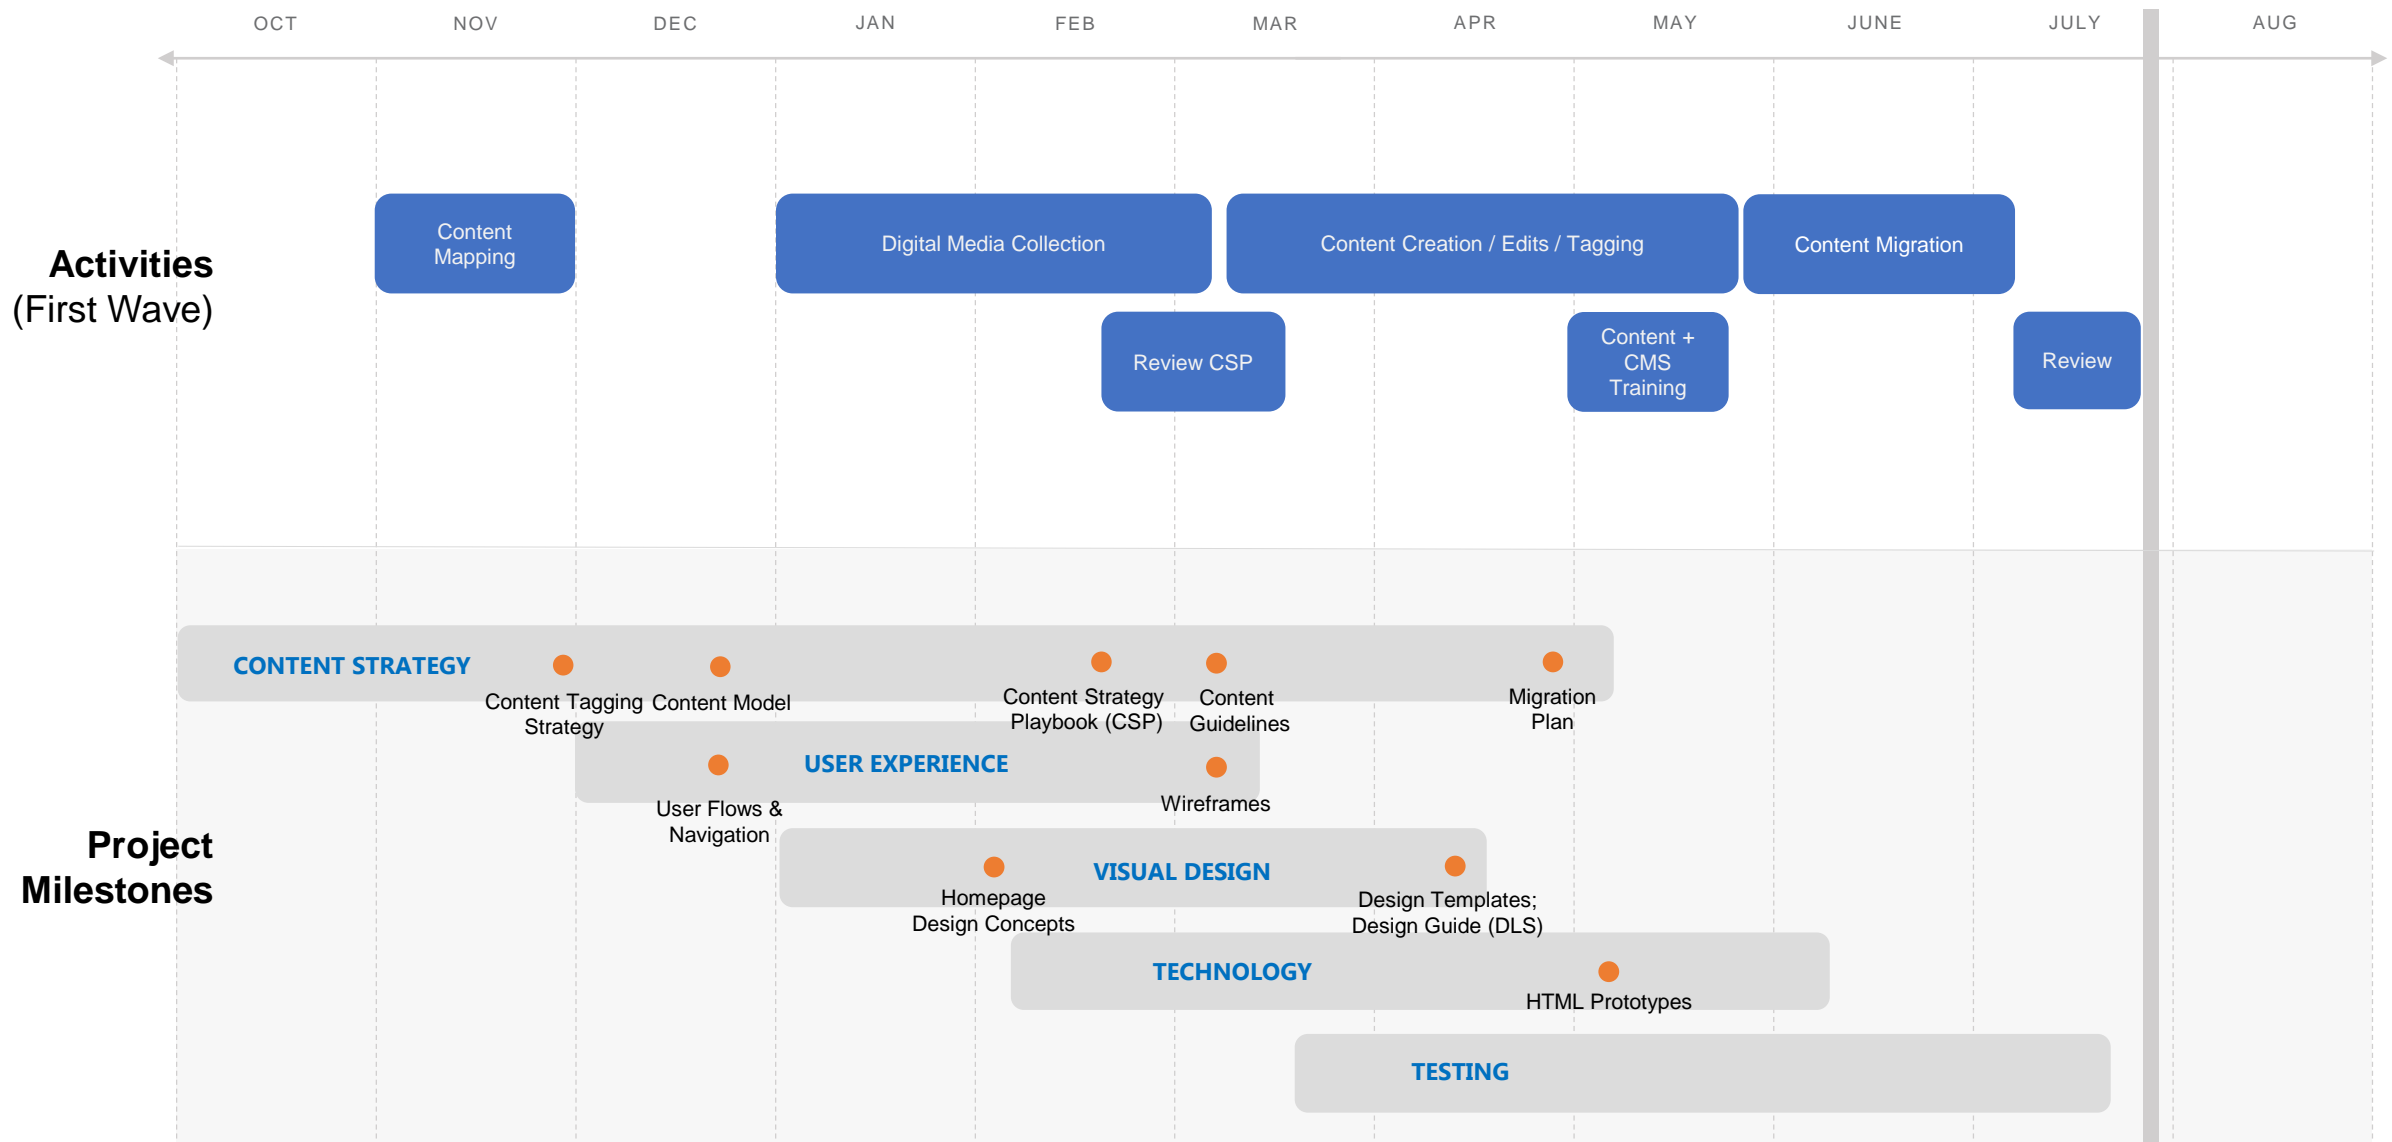 OCT NOV DEC JAN FEB MAR APR MAY JUNE JULY AUG
Activities
(First Wave)
Content
Mapping
Digital Media Collection
Content Creation / Edits / Tagging
Content Migration
Review CSP
Content +
CMS
Training
Review
Project
Milestones
CONTENT STRATEGY
Content Tagging
Strategy
Content Model
Content Strategy
Playbook (CSP)
Content
Guidelines
Migration
Plan
USER EXPERIENCE
User Flows &
Navigation
Wireframes
VISUAL DESIGN
Homepage
Design Concepts
Design Templates;
Design Guide (DLS)
TECHNOLOGY
HTML Prototypes
TESTING